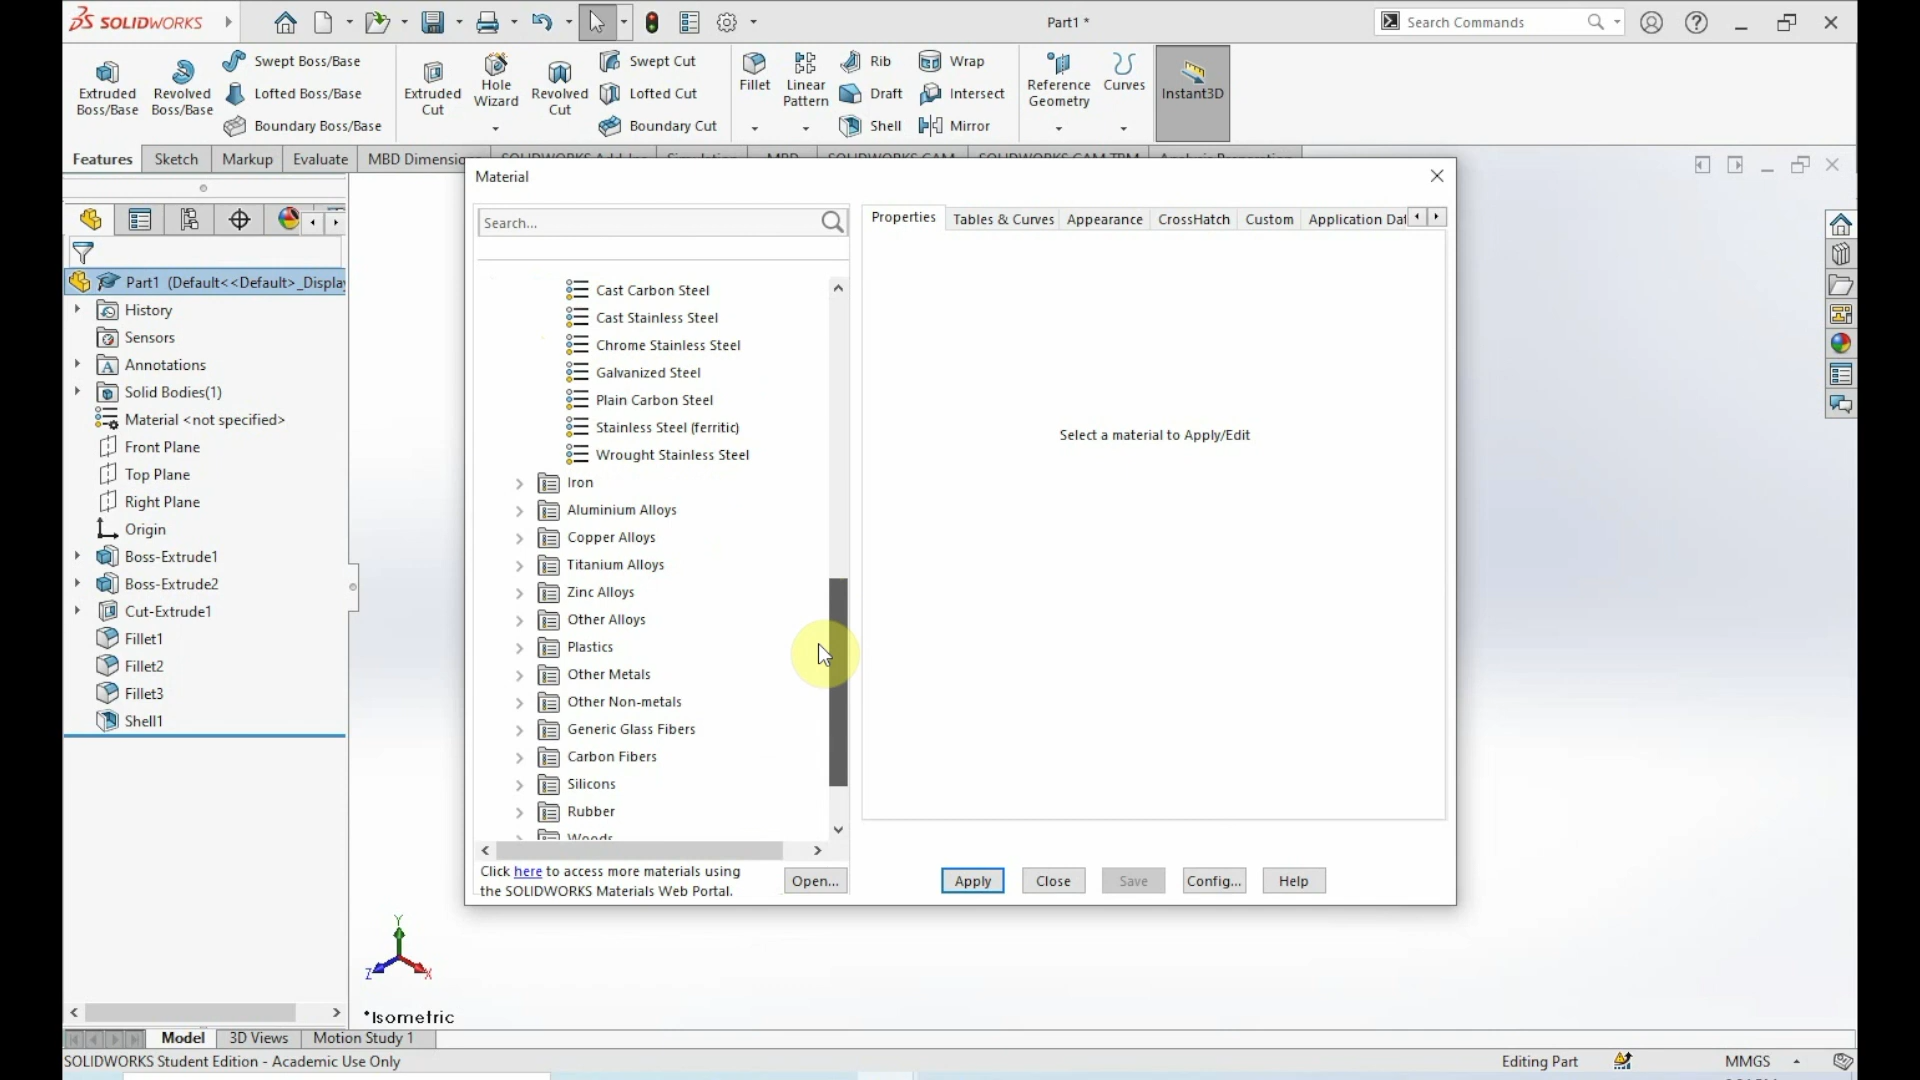 SOLIDWORKS
Part1 *
Search Commands
Extruded Boss/Base
Revolved Boss/Base
Swept Boss/Base
Lofted Boss/Base
Boundary Boss/Base
Extruded Cut
Hole Wizard
Revolved Cut
Swept Cut
Lofted Cut
Boundary Cut
Fillet
Linear Pattern
Rib
Draft
Shell
Wrap
Intersect
Mirror
Reference Geometry
Curves
Instant3D
Features
Sketch
Markup
Evaluate
MBD Dimensio
Part1 (Default<<Default>_Display
History
Sensors
Annotations
Solid Bodies(1)
Material <not specified>
Front Plane
Top Plane
Right Plane
Origin
Boss-Extrude1
Boss-Extrude2
Cut-Extrude1
Fillet1
Fillet2
Fillet3
Shell1
Material
Search...
Cast Carbon Steel
Cast Stainless Steel
Chrome Stainless Steel
Galvanized Steel
Plain Carbon Steel
Stainless Steel (ferritic)
Wrought Stainless Steel
Iron
Aluminium Alloys
Copper Alloys
Titanium Alloys
Zinc Alloys
Other Alloys
Plastics
Other Metals
Other Non-metals
Generic Glass Fibers
Carbon Fibers
Silicons
Rubber
Woods
Click here to access more materials using
the SOLIDWORKS Materials Web Portal.
Open...
Properties
Tables & Curves
Appearance
CrossHatch
Custom
Application Dat
Select a material to Apply/Edit
Apply
Close
Save
Config...
Help
Y
Z
X
*Isometric
Model
3D Views
Motion Study 1
SOLIDWORKS Student Edition - Academic Use Only
Editing Part
MMGS